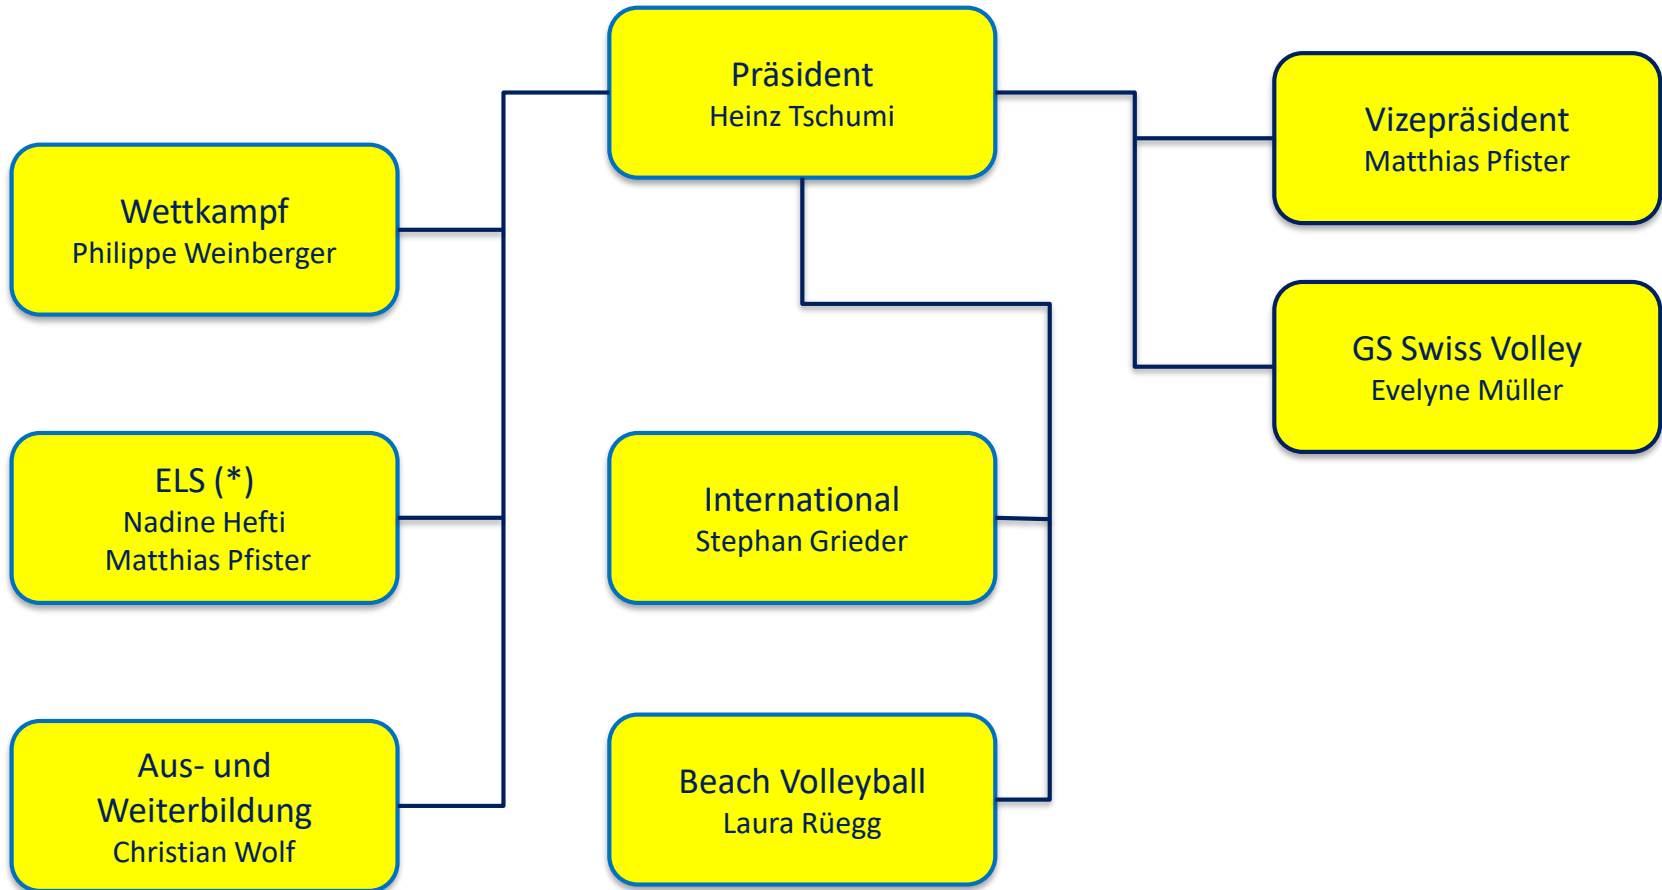 Präsident
Heinz Tschumi
Vizepräsident
Matthias Pfister
Wettkampf
Philippe Weinberger
GS Swiss Volley
Evelyne Müller
ELS (*)
Nadine Hefti
Matthias Pfister
International
Stephan Grieder
Aus- und
Weiterbildung
Christian Wolf
Beach Volleyball
Laura Rüegg